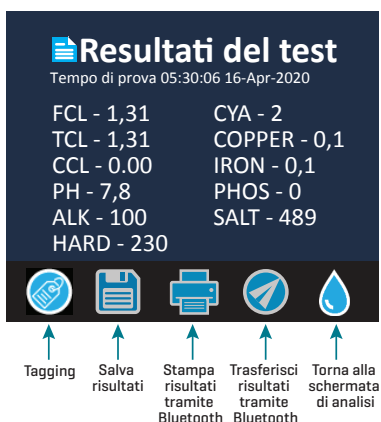 Resultati del test
Tempo di prova 05:30:06 16-Apr-2020
FCL - 1,31
TCL - 1,31
CCL - 0.00
PH - 7,8
ALK - 100
HARD - 230
CYA - 2
COPPER - 0,1
IRON - 0,1
PHOS - 0
SALT - 489
Tagging
Salva
risultati
Stampa
risultati
tramite
Bluetooth
Trasferisci
risultati
tramite
Bluetooth
Torna alla
schermata
di analisi